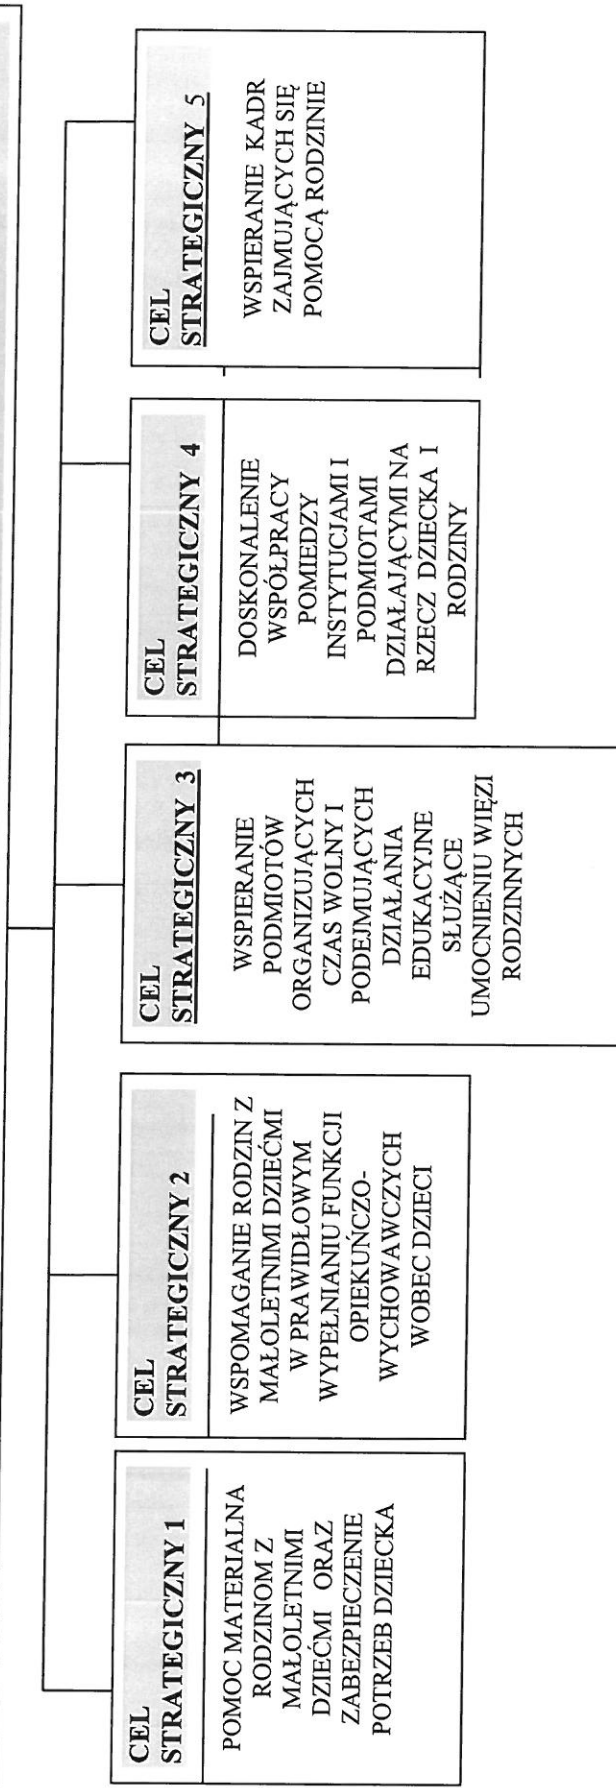 CEL
STRATEGICZNY 1
POMOC MATERIALNA
RODZINOM Z
MAŁOLETNIMI
DZIEĆMI ORAZ
ZABEZPIECZENIE
POTRZEB DZIECKA
CEL
STRATEGICZNY 2
WSPOMAGANIE RODZIN Z
MAŁOLETNIMI DZIEĆMI
W PRAWIDŁOWYM
WYPEŁNIANIU FUNKCJI
OPIEKUŃCZO-
WYCHOWAWCZYCH
WOBEC DZIECI
CEL
STRATEGICZNY 3
WSPIERANIE
PODMIOTÓW
ORGANIZUJĄCYCH
CZAS WOLNY I
PODEJMUJĄCYCH
DZIAŁANIA
EDUKACYJNE
SŁUŻĄCE
UMOCNIENIU WIĘZI
RODZINNYCH
CEL
STRATEGICZNY 4
DOSKONALENIE
WSPÓŁPRACY
POMIEDZY
INSTYTUCJAMI I
PODMIOTAMI
DZIAŁAJĄCYMI NA
RZECZ DZIECKA I
RODZINY
CEL
STRATEGICZNY 5
WSPIERANIE KADR
ZAJMUJĄCYCH SIĘ
POMOCĄ RODZINIE